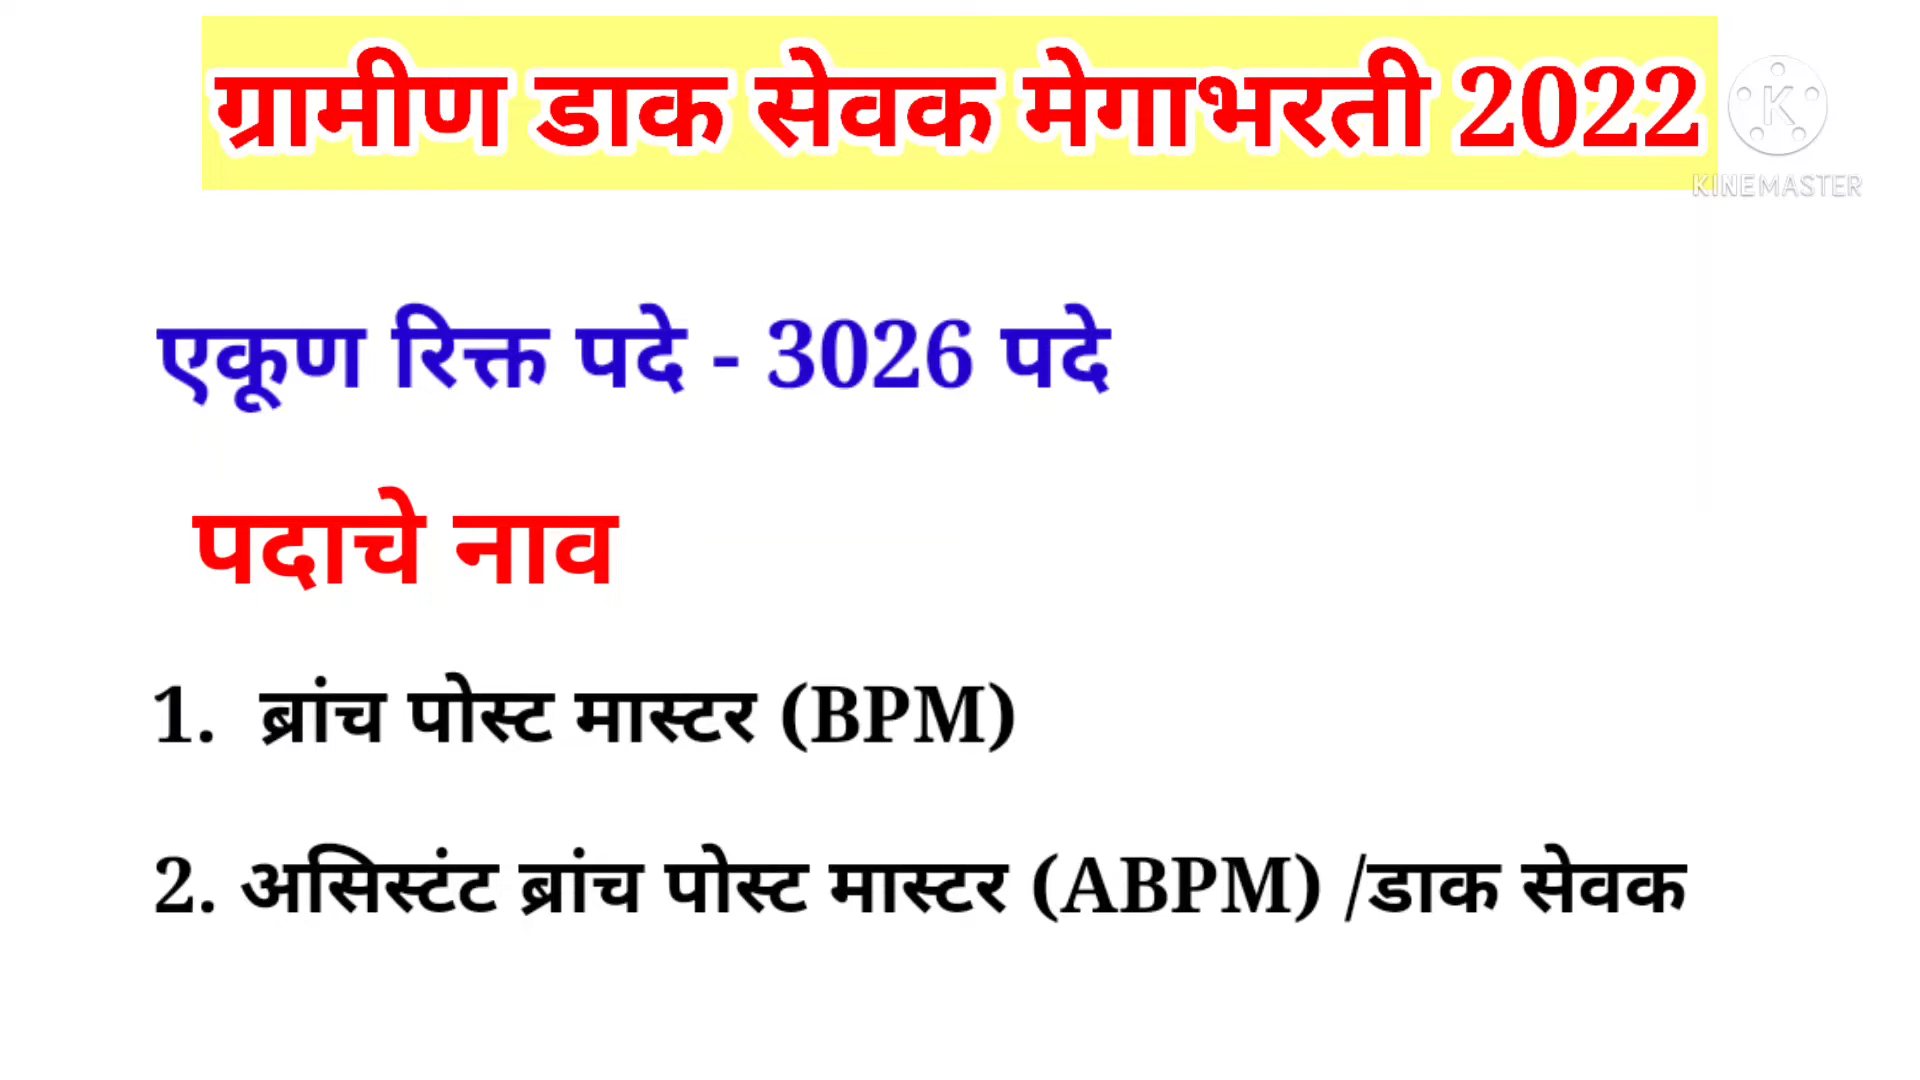 ग्रामीण डाक सेवक मेगाभरती 2022
K
KINEMASTER
एकूण रिक्त पदे - 3026 पदे
पदाचे नाव
1. ब्रांच पोस्ट मास्टर (BPM)
2. असिस्टंट ब्रांच पोस्ट मास्टर (ABPM) /डाक सेवक